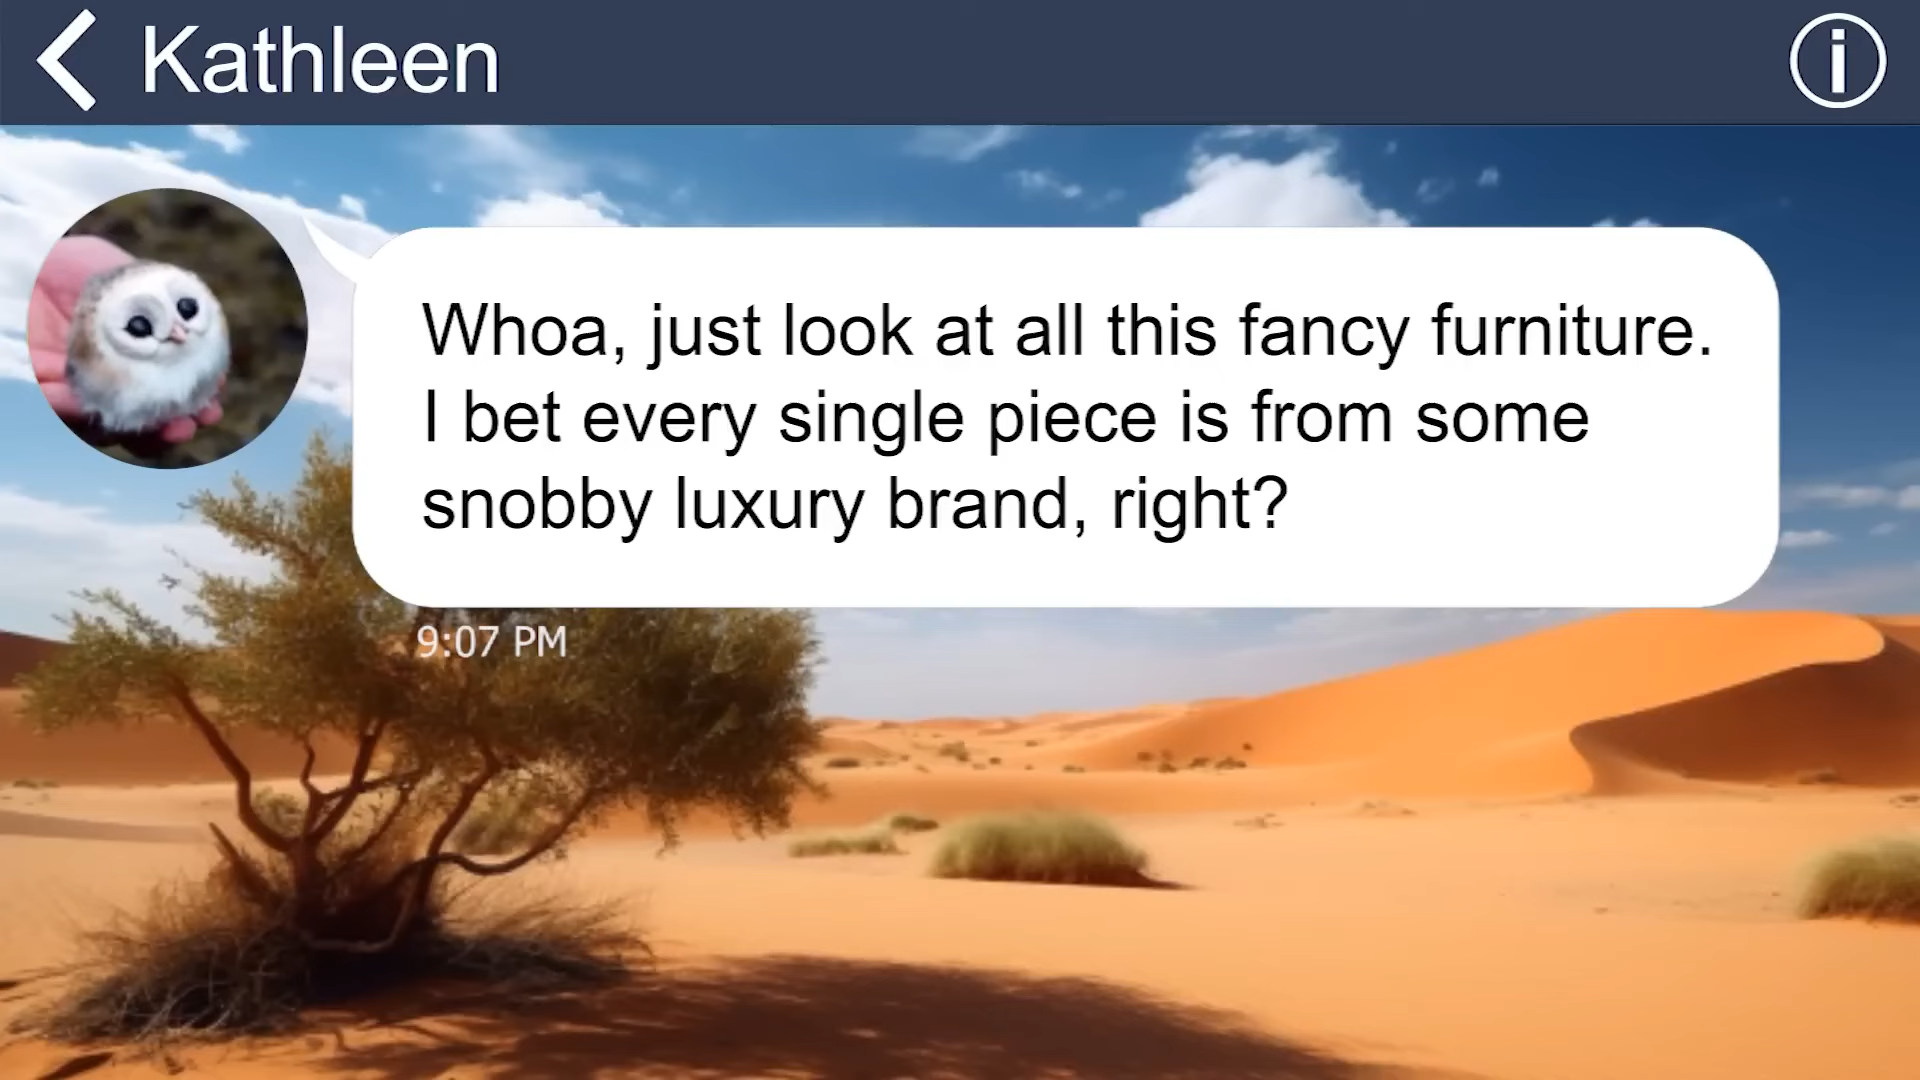 Kathleen
Whoa, just look at all this fancy furniture.
I bet every single piece is from some
snobby luxury brand, right?
9:07 PM